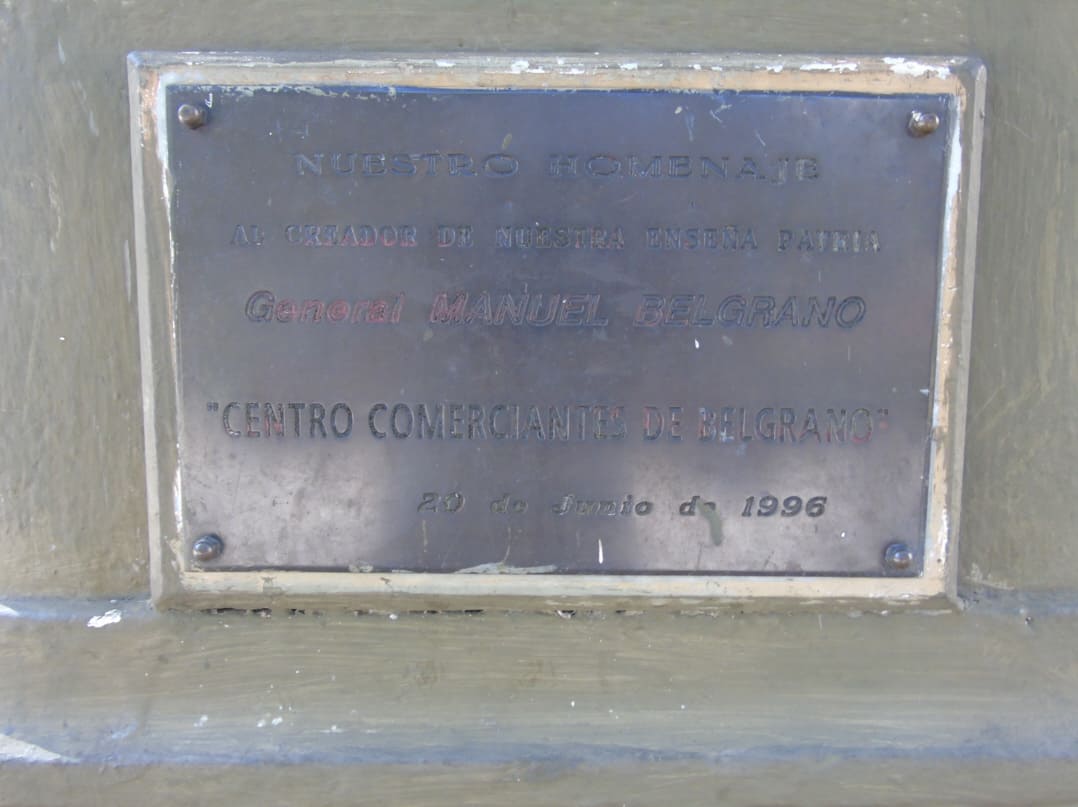 NUESTRO HOMENAJE
AL CREADOR DE NUESTRA ENSEÑA PATRIA
General MANUEL BELGRANO
"CENTRO COMERCIANTES DE BELGRANO"
20 de Junio de 1996